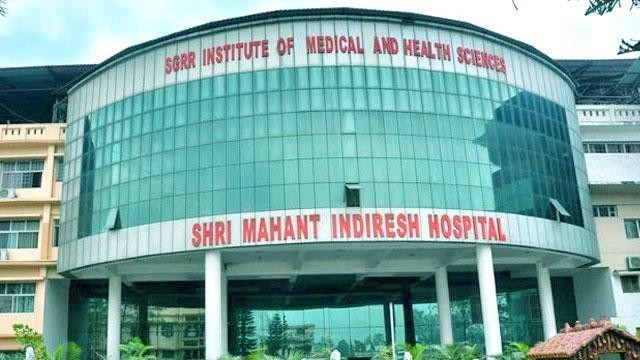 SGRR INSTITUTE OF MEDICAL AND HEALTH SCIENCES
SHRI MAHANT INDIRESH HOSPITAL